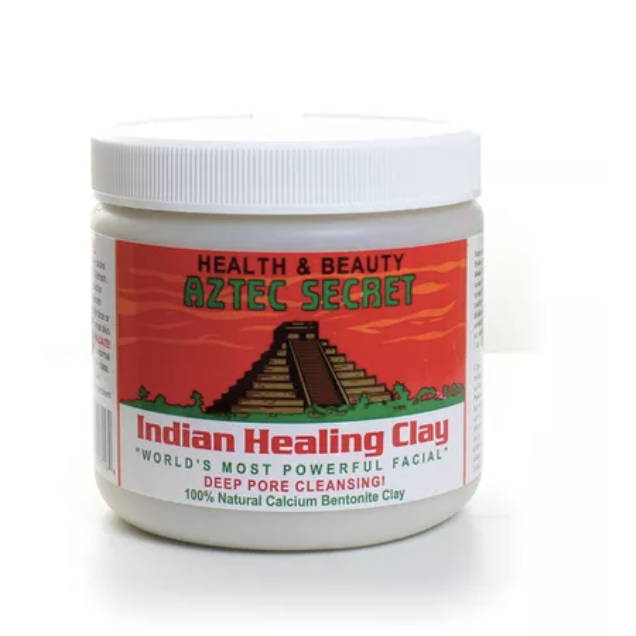 HEALTH & BEAUTY
AZTEC SECRET
Indian Healing Clay
"WORLD'S MOST POWERFUL FACIAL"
DEEP PORE CLEANSING!
100% Natural Calcium Bentonite Clay